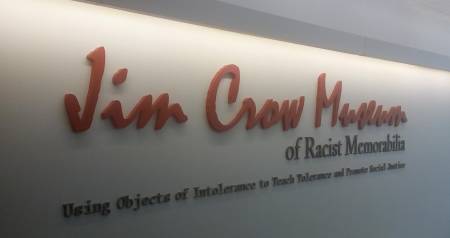 Jim Crow Museum
of Racist Memorabilia
Using Objects of Intolerance to Teach Tolerance and Promote Social Justice